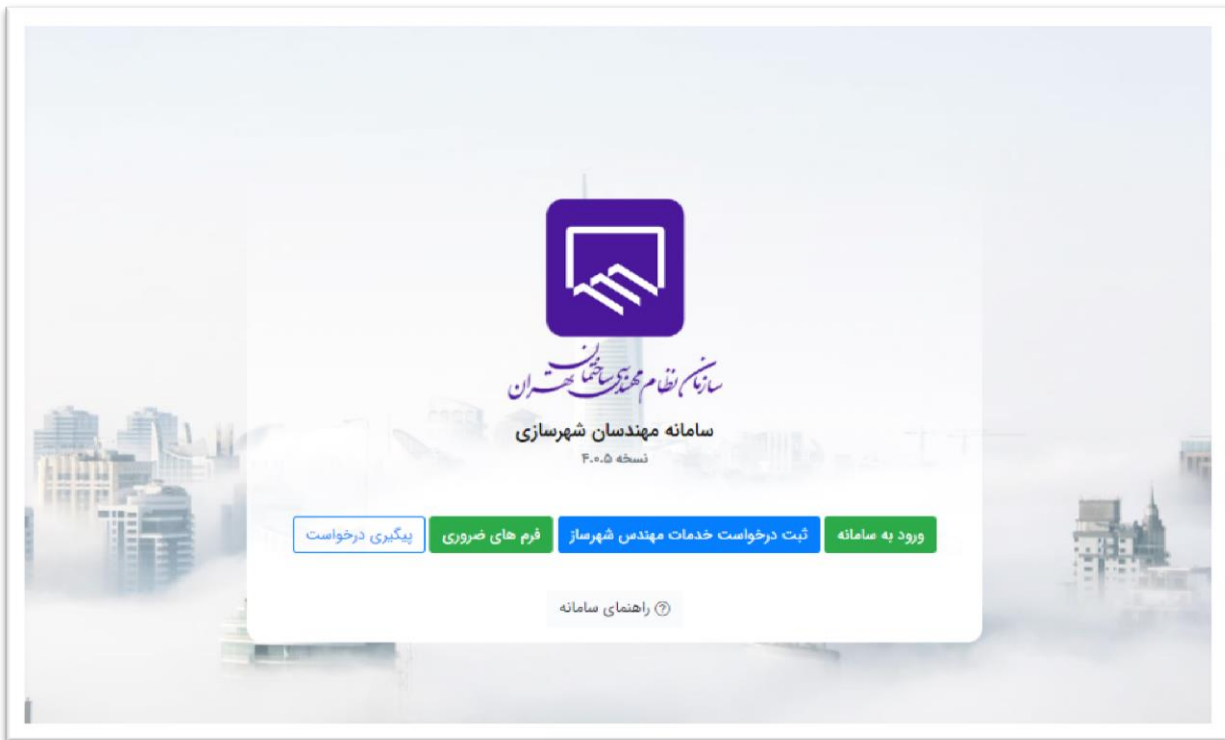 سازمان نظام مهندسی ساختمان تهران
سامانه مهندسان شهرسازی
نسخه ۴.۰.۵
ورود به سامانه
ثبت درخواست خدمات مهندس شهرساز
فرم های ضروری
پیگیری درخواست
راهنمای سامانه